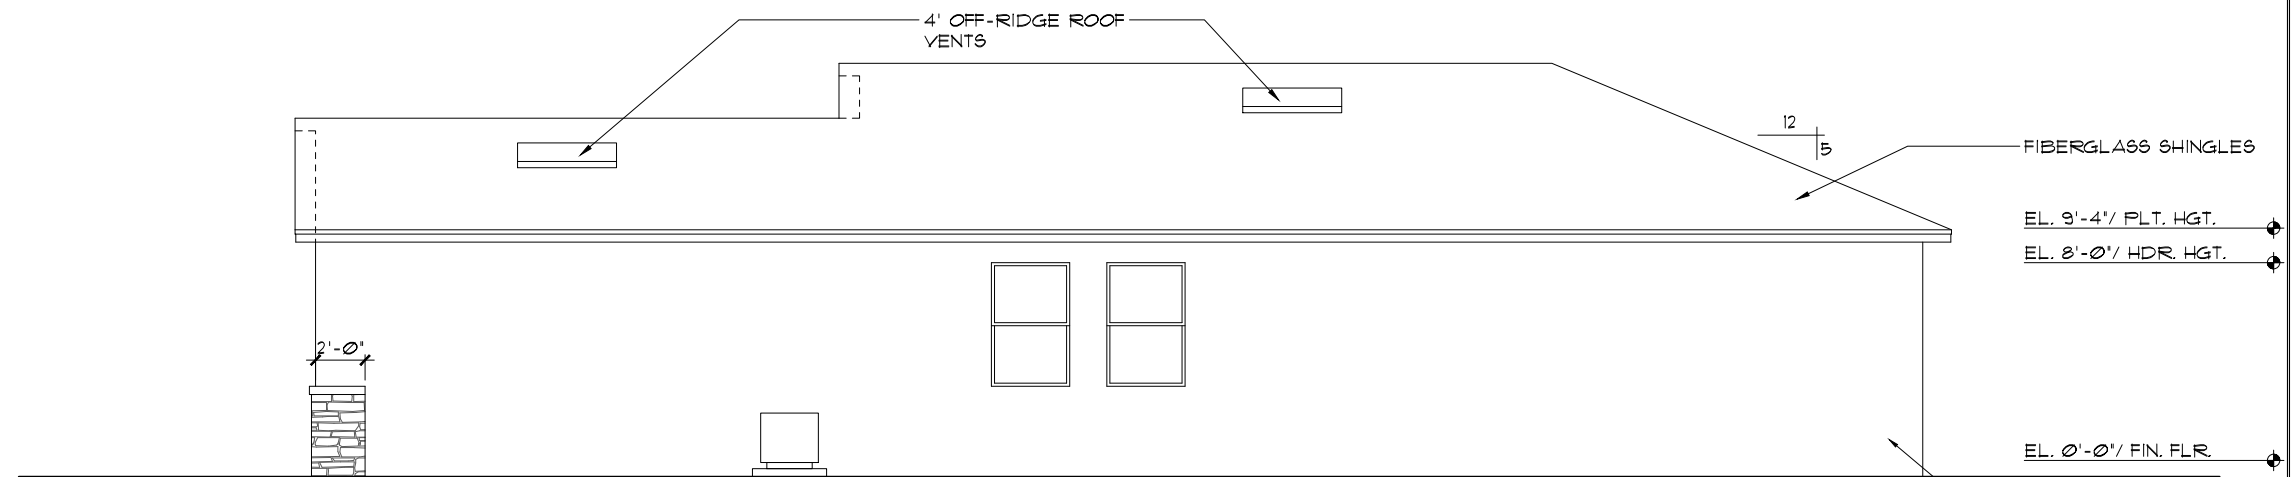 4' OFF-RIDGE ROOF
VENTS
12
5
FIBERGLASS SHINGLES
EL. 9'-4"/ PLT. HGT.
EL. 8'-0"/ HDR. HGT.
2'-0"
EL. 0'-0"/ FIN. FLR.